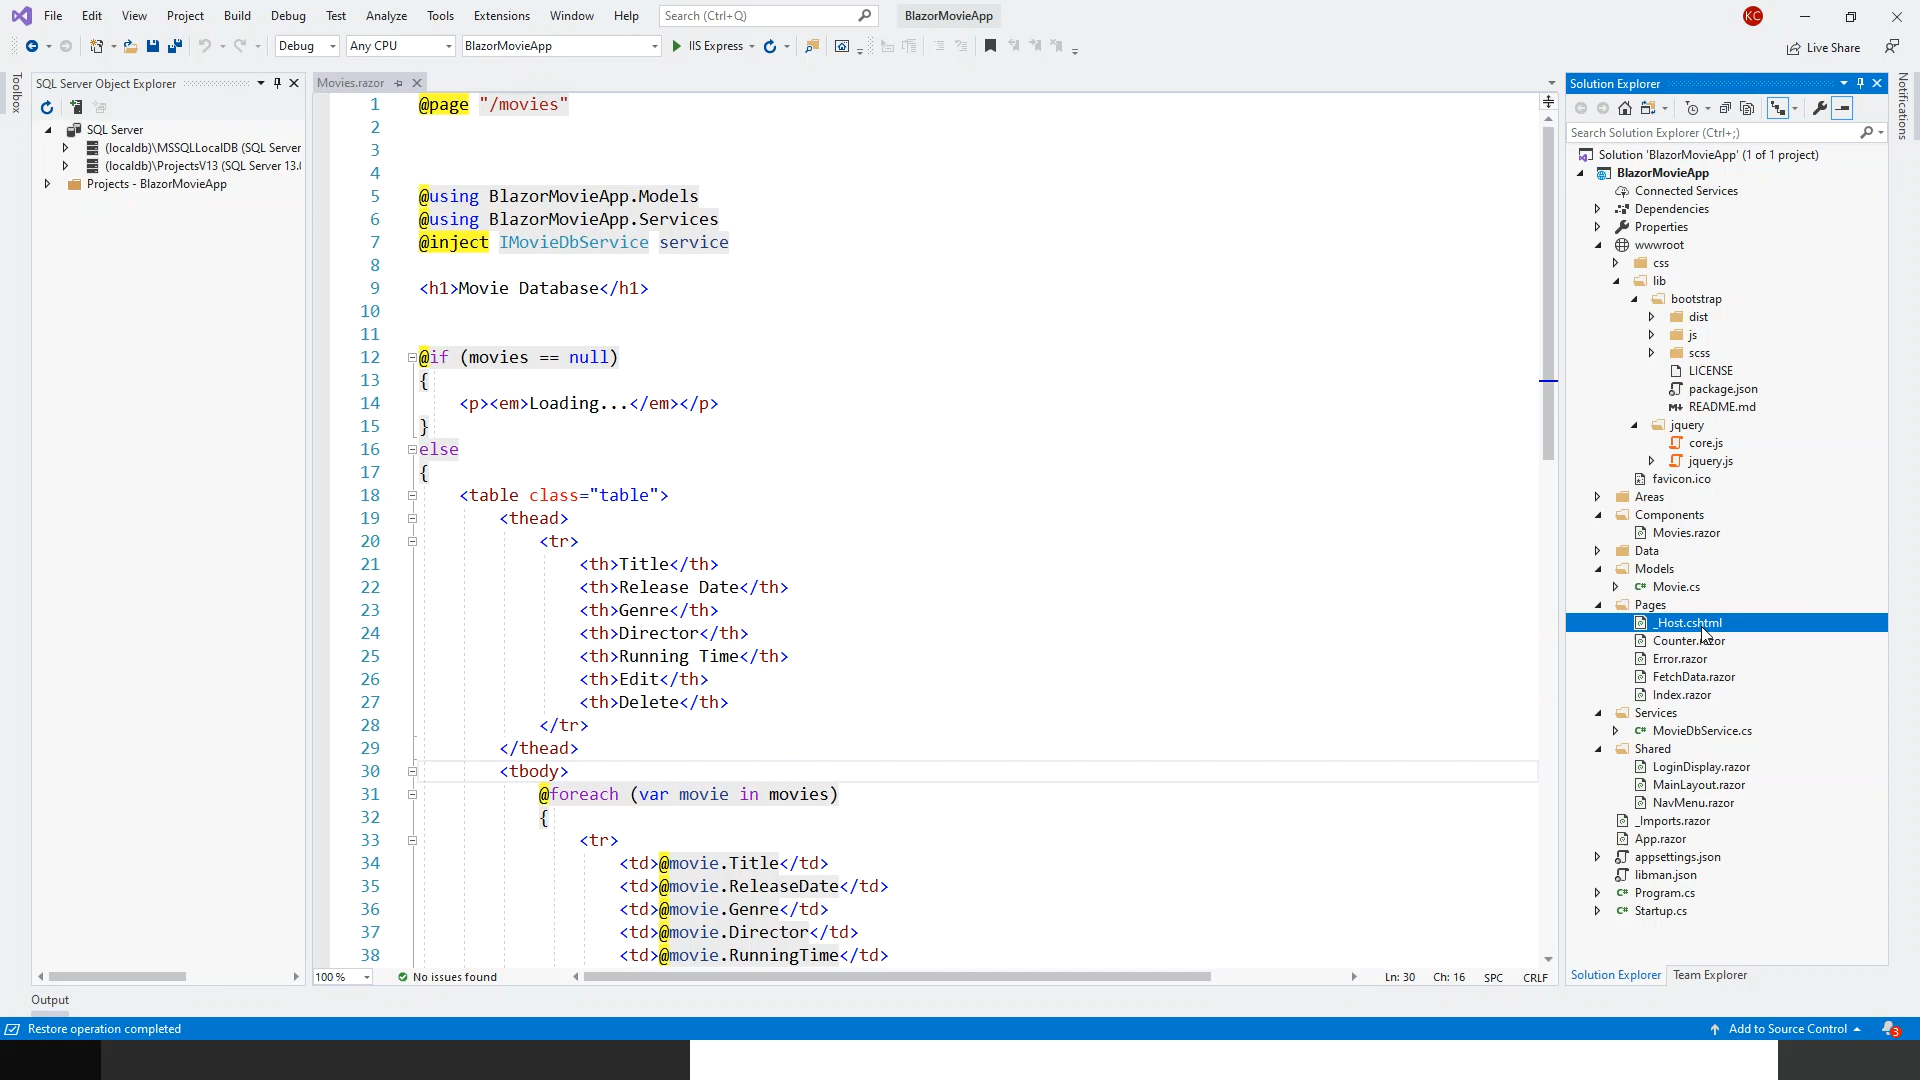 File Edit View Project Build Debug Test Analyze Tools Extensions Window Help Search (Ctrl+Q) BlazorMovieApp KC
Debug Any CPU BlazorMovieApp IIS Express Live Share
Toolbox
SQL Server Object Explorer
SQL Server
(localdb)\MSSQLLocalDB (SQL Server
(localdb)\ProjectsV13 (SQL Server 13.
Projects - BlazorMovieApp
Movies.razor
1 @page "/movies"
2
3
4
5 @using BlazorMovieApp.Models
6 @using BlazorMovieApp.Services
7 @inject IMovieDbService service
8
9 <h1>Movie Database</h1>
10
11
12 @if (movies == null)
13 {
14 <p><em>Loading...</em></p>
15 }
16 else
17 {
18 <table class="table">
19 <thead>
20 <tr>
21 <th>Title</th>
22 <th>Release Date</th>
23 <th>Genre</th>
24 <th>Director</th>
25 <th>Running Time</th>
26 <th>Edit</th>
27 <th>Delete</th>
28 </tr>
29 </thead>
30 <tbody>
31 @foreach (var movie in movies)
32 {
33 <tr>
34 <td>@movie.Title</td>
35 <td>@movie.ReleaseDate</td>
36 <td>@movie.Genre</td>
37 <td>@movie.Director</td>
38 <td>@movie.RunningTime</td>
100 % No issues found Ln: 30 Ch: 16 SPC CRLF
Solution Explorer
Search Solution Explorer (Ctrl+;)
Solution 'BlazorMovieApp' (1 of 1 project)
BlazorMovieApp
Connected Services
Dependencies
Properties
wwwroot
css
lib
bootstrap
dist
js
scss
LICENSE
package.json
README.md
jquery
core.js
jquery.js
favicon.ico
Areas
Components
Movies.razor
Data
Models
C# Movie.cs
Pages
_Host.cshtml
Counter.razor
Error.razor
FetchData.razor
Index.razor
Services
C# MovieDbService.cs
Shared
LoginDisplay.razor
MainLayout.razor
NavMenu.razor
_Imports.razor
App.razor
appsettings.json
libman.json
C# Program.cs
C# Startup.cs
Solution Explorer Team Explorer
Notifications
Output
Restore operation completed Add to Source Control 3